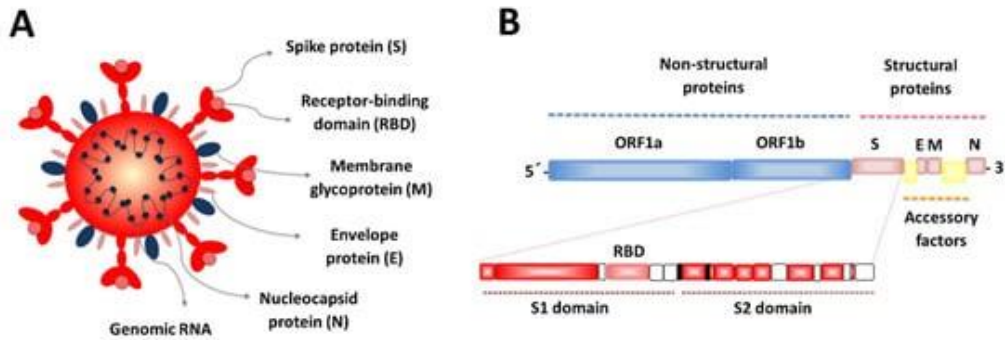 A
Spike protein (S)
Receptor-binding
domain (RBD)
Membrane
glycoprotein (M)
Envelope
protein (E)
Nucleocapsid
protein (N)
Genomic RNA
B
Non-structural
proteins
Structural
proteins
ORF1a
ORF1b
S
E M
N
5´
3
Accessory
factors
RBD
S1 domain
S2 domain